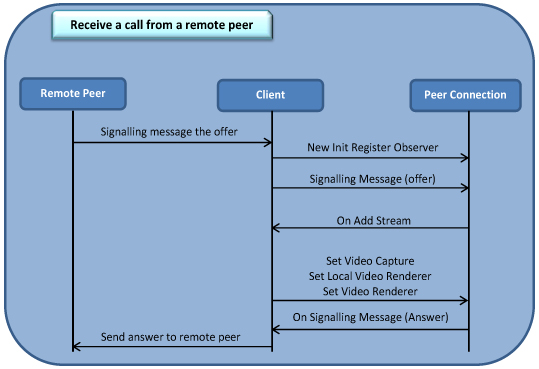 Receive a call from a remote peer
Remote Peer
Client
Peer Connection
Signalling message the offer
New Init Register Observer
Signalling Message (offer)
On Add Stream
Set Video Capture
Set Local Video Renderer
Set Video Renderer
On Signalling Message (Answer)
Send answer to remote peer